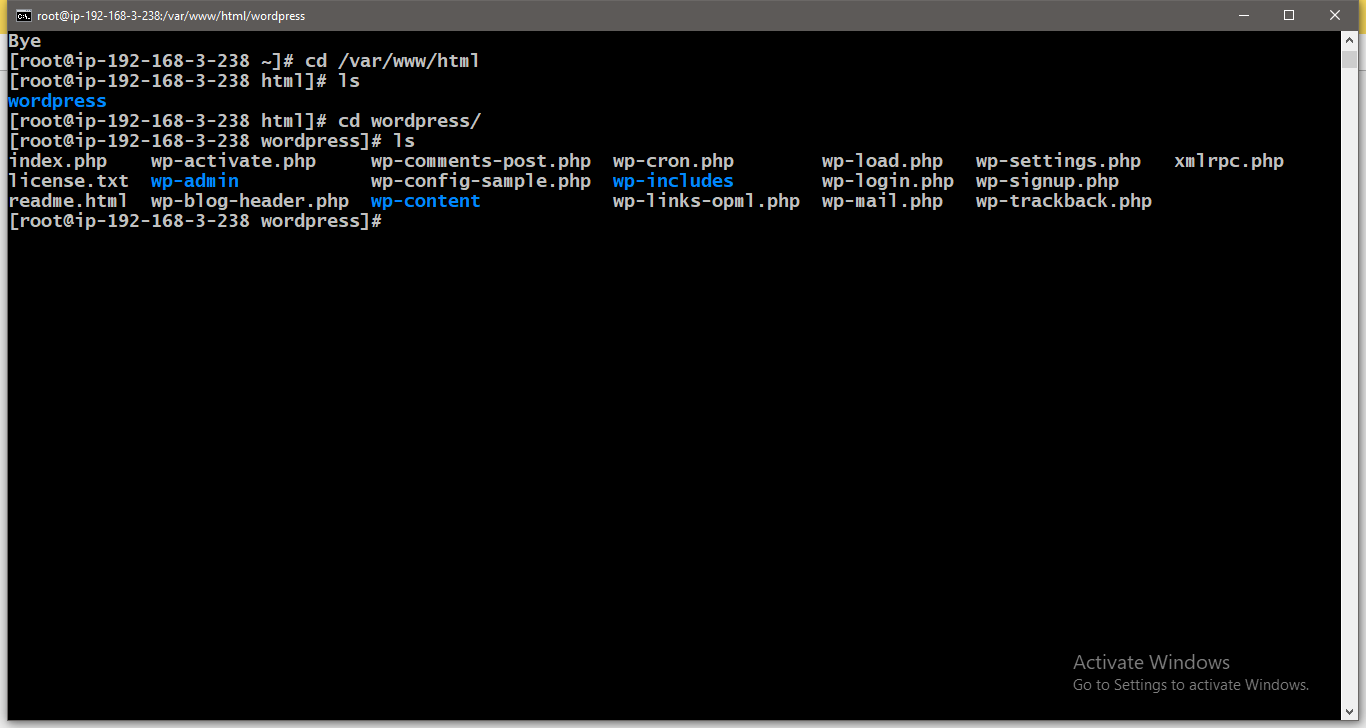 root@ip-192-168-3-238:/var/www/html/wordpress
Bye
[root@ip-192-168-3-238 ~]# cd /var/www/html
[root@ip-192-168-3-238 html]# ls
wordpress
[root@ip-192-168-3-238 html]# cd wordpress/
[root@ip-192-168-3-238 wordpress]# ls
index.php    wp-activate.php     wp-comments-post.php  wp-cron.php        wp-load.php   wp-settings.php   xmlrpc.php
license.txt  wp-admin            wp-config-sample.php  wp-includes        wp-login.php  wp-signup.php
readme.html  wp-blog-header.php  wp-content            wp-links-opml.php  wp-mail.php   wp-trackback.php
[root@ip-192-168-3-238 wordpress]#
Activate Windows
Go to Settings to activate Windows.